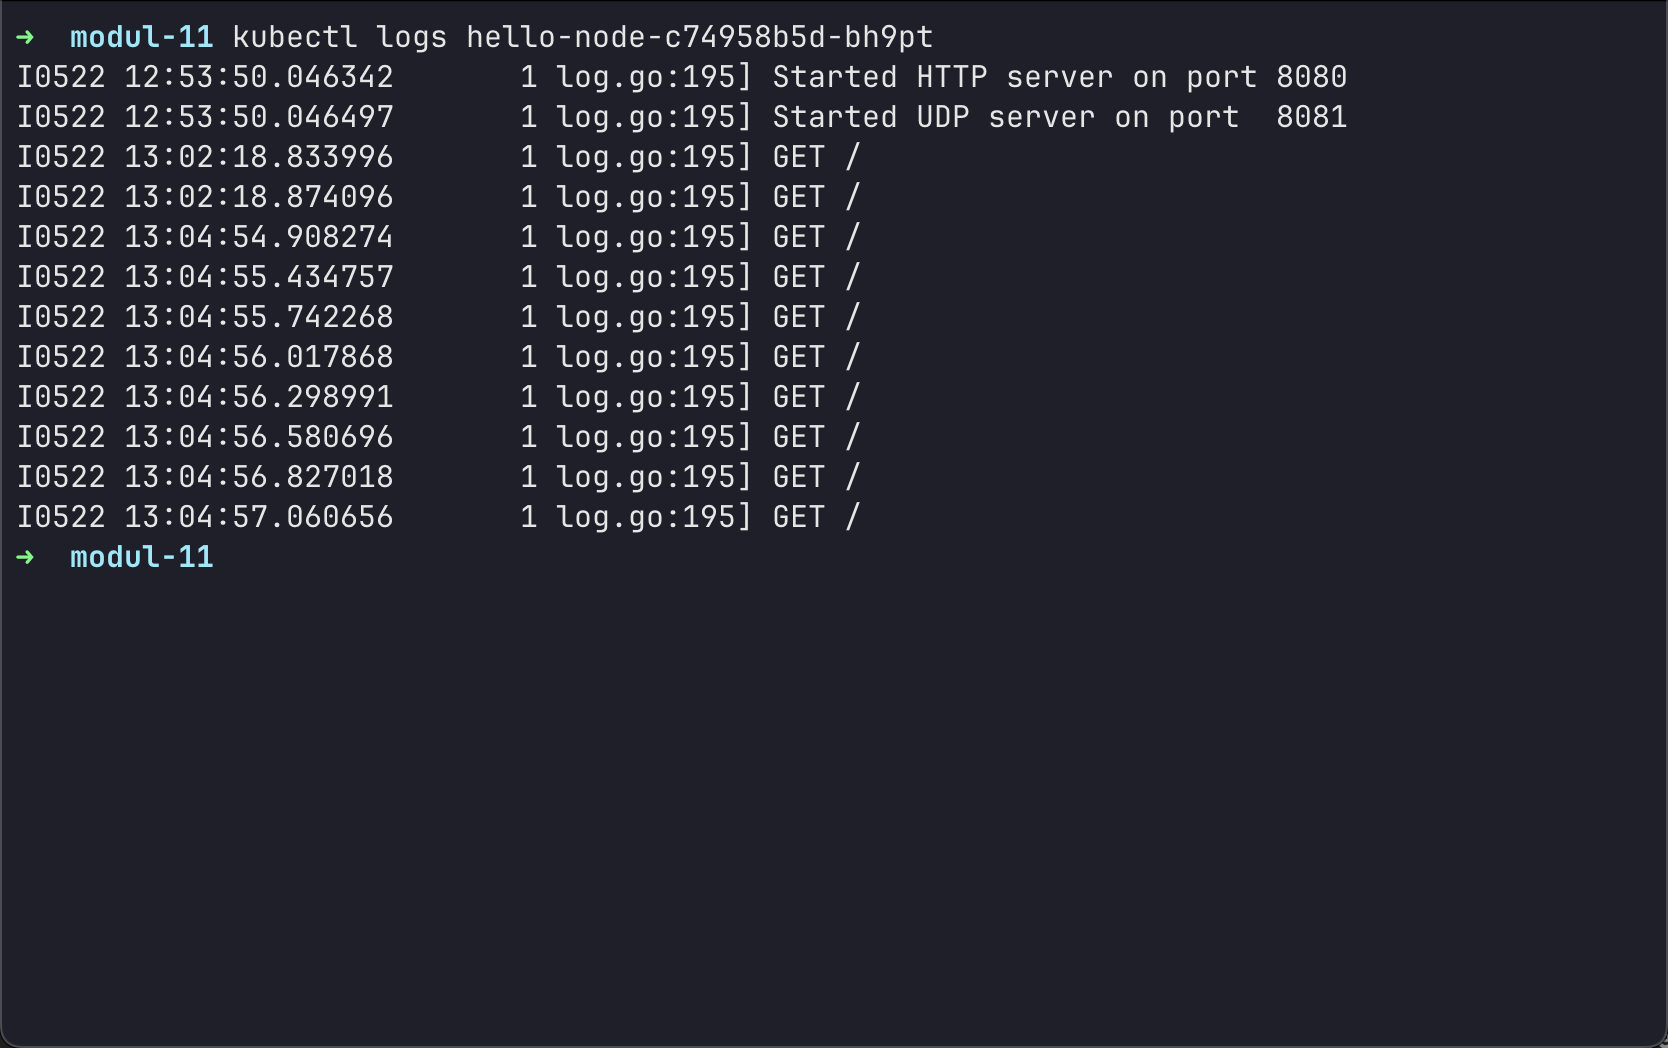 ➜  modul-11 kubectl logs hello-node-c74958b5d-bh9pt
I0522 12:53:50.046342       1 log.go:195] Started HTTP server on port 8080
I0522 12:53:50.046497       1 log.go:195] Started UDP server on port  8081
I0522 13:02:18.833996       1 log.go:195] GET /
I0522 13:02:18.874096       1 log.go:195] GET /
I0522 13:04:54.908274       1 log.go:195] GET /
I0522 13:04:55.434757       1 log.go:195] GET /
I0522 13:04:55.742268       1 log.go:195] GET /
I0522 13:04:56.017868       1 log.go:195] GET /
I0522 13:04:56.298991       1 log.go:195] GET /
I0522 13:04:56.580696       1 log.go:195] GET /
I0522 13:04:56.827018       1 log.go:195] GET /
I0522 13:04:57.060656       1 log.go:195] GET /
➜  modul-11